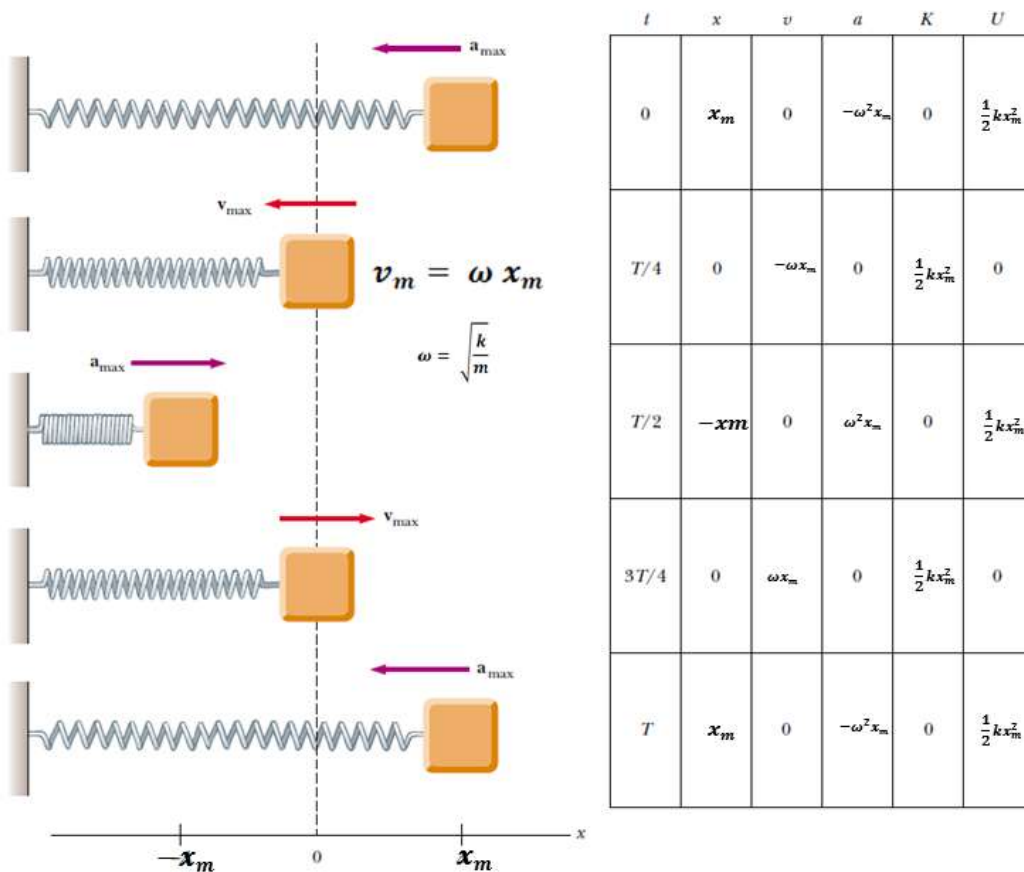 a_max
v_max
v_m = ω x_m
ω = √(k/m)
a_max
v_max
a_max
x
−x_m 0 x_m
t x v a K U
0 x_m 0 −ω²x_m 0 ½kx_m²
T/4 0 −ωx_m 0 ½kx_m² 0
T/2 −xm 0 ω²x_m 0 ½kx_m²
3T/4 0 ωx_m 0 ½kx_m² 0
T x_m 0 −ω²x_m 0 ½kx_m²